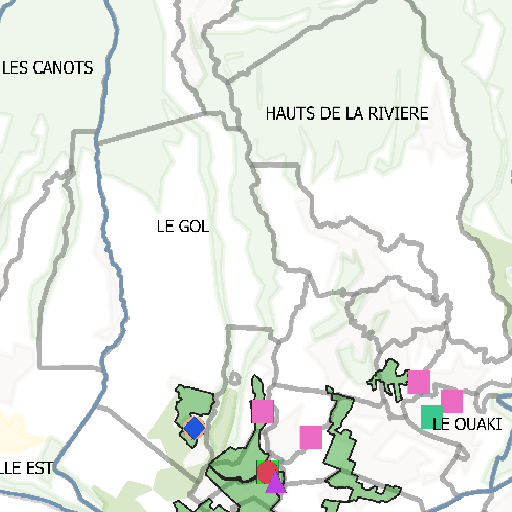 LES CANOTS
HAUTS DE LA RIVIERE
LE GOL
LE OUAKI
LLE EST